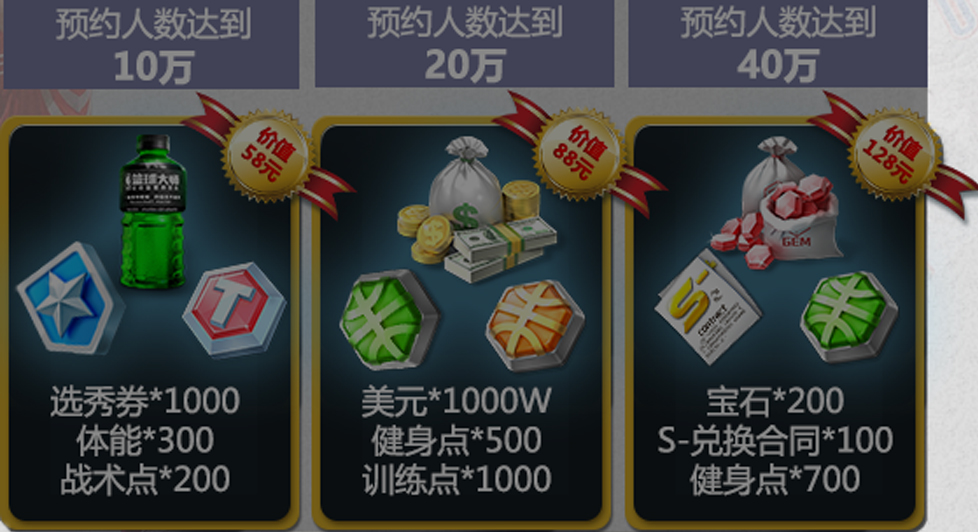 预约人数达到
10万
预约人数达到
20万
预约人数达到
40万
价值
58元
价值
88元
价值
128元
篮球大师
T
$
GEM
S-
contract
选秀券*1000
体能*300
战术点*200
美元*1000W
健身点*500
训练点*1000
宝石*200
S-兑换合同*100
健身点*700